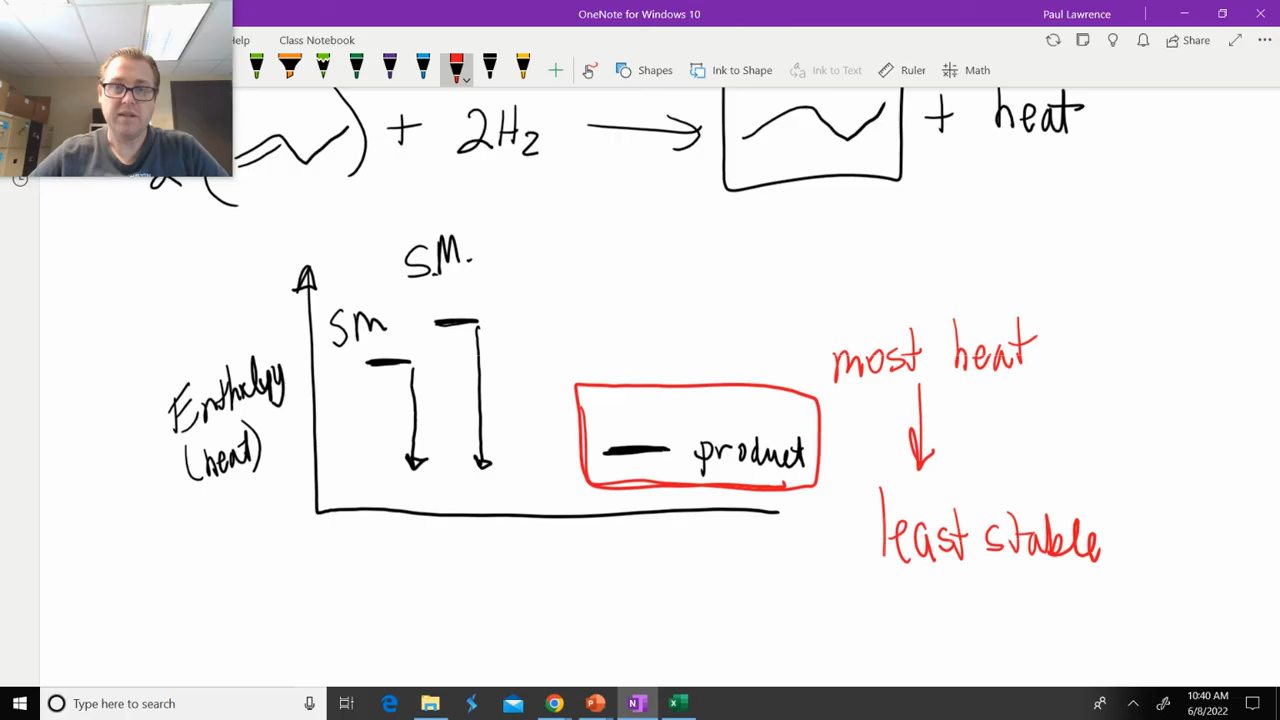 OneNote for Windows 10
Paul Lawrence
Help Class Notebook
Share
Shapes Ink to Shape Ink to Text Ruler Math
) + 2H2 → + heat
S.M.
SM
Enthalpy
(heat)
product
most heat
least stable
Type here to search
10:40 AM
6/8/2022